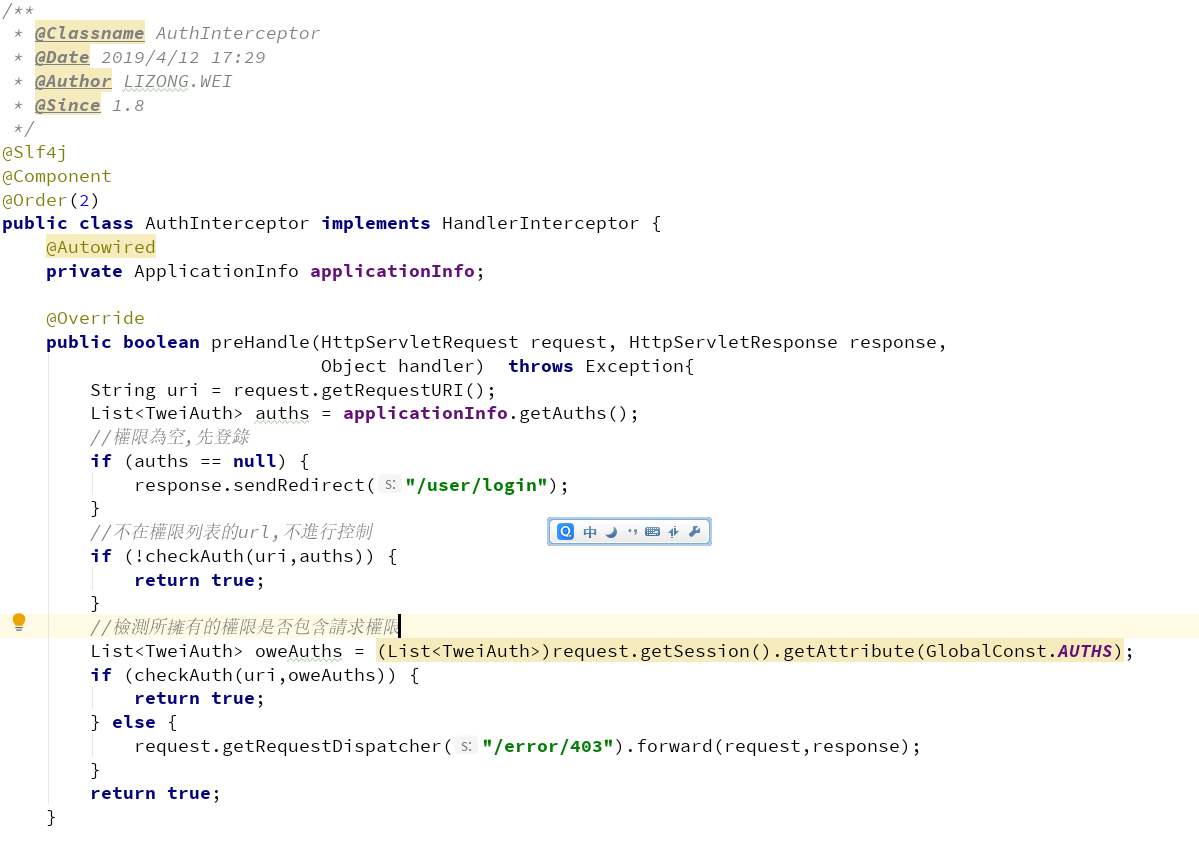 /**
 * @Classname AuthInterceptor
 * @Date 2019/4/12 17:29
 * @Author LIZONG.WEI
 * @Since 1.8
 */
@Slf4j
@Component
@Order(2)
public class AuthInterceptor implements HandlerInterceptor {
    @Autowired
    private ApplicationInfo applicationInfo;

    @Override
    public boolean preHandle(HttpServletRequest request, HttpServletResponse response,
                             Object handler)  throws Exception{
        String uri = request.getRequestURI();
        List<TweiAuth> auths = applicationInfo.getAuths();
        //權限為空,先登錄
        if (auths == null) {
            response.sendRedirect( s: "/user/login");
        }
        //不在權限列表的url,不進行控制
        中
        if (!checkAuth(uri,auths)) {
            return true;
        }
        //檢測所擁有的權限是否包含請求權限
        List<TweiAuth> oweAuths = (List<TweiAuth>)request.getSession().getAttribute(GlobalConst.AUTHS);
        if (checkAuth(uri,oweAuths)) {
            return true;
        } else {
            request.getRequestDispatcher( s: "/error/403").forward(request,response);
        }
        return true;
    }